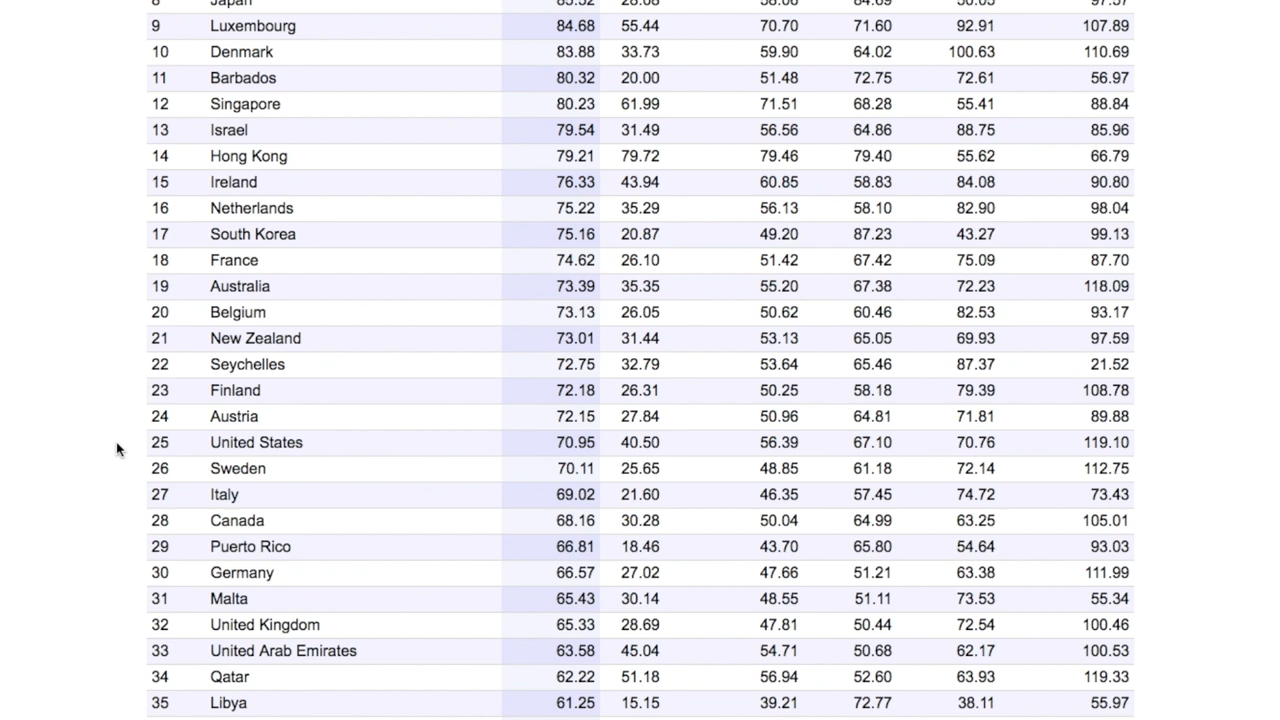 8 Japan 83.32 28.08 58.06 84.69 50.05 97.57
9 Luxembourg 84.68 55.44 70.70 71.60 92.91 107.89
10 Denmark 83.88 33.73 59.90 64.02 100.63 110.69
11 Barbados 80.32 20.00 51.48 72.75 72.61 56.97
12 Singapore 80.23 61.99 71.51 68.28 55.41 88.84
13 Israel 79.54 31.49 56.56 64.86 88.75 85.96
14 Hong Kong 79.21 79.72 79.46 79.40 55.62 66.79
15 Ireland 76.33 43.94 60.85 58.83 84.08 90.80
16 Netherlands 75.22 35.29 56.13 58.10 82.90 98.04
17 South Korea 75.16 20.87 49.20 87.23 43.27 99.13
18 France 74.62 26.10 51.42 67.42 75.09 87.70
19 Australia 73.39 35.35 55.20 67.38 72.23 118.09
20 Belgium 73.13 26.05 50.62 60.46 82.53 93.17
21 New Zealand 73.01 31.44 53.13 65.05 69.93 97.59
22 Seychelles 72.75 32.79 53.64 65.46 87.37 21.52
23 Finland 72.18 26.31 50.25 58.18 79.39 108.78
24 Austria 72.15 27.84 50.96 64.81 71.81 89.88
25 United States 70.95 40.50 56.39 67.10 70.76 119.10
26 Sweden 70.11 25.65 48.85 61.18 72.14 112.75
27 Italy 69.02 21.60 46.35 57.45 74.72 73.43
28 Canada 68.16 30.28 50.04 64.99 63.25 105.01
29 Puerto Rico 66.81 18.46 43.70 65.80 54.64 93.03
30 Germany 66.57 27.02 47.66 51.21 63.38 111.99
31 Malta 65.43 30.14 48.55 51.11 73.53 55.34
32 United Kingdom 65.33 28.69 47.81 50.44 72.54 100.46
33 United Arab Emirates 63.58 45.04 54.71 50.68 62.17 100.53
34 Qatar 62.22 51.18 56.94 52.60 63.93 119.33
35 Libya 61.25 15.15 39.21 72.77 38.11 55.97